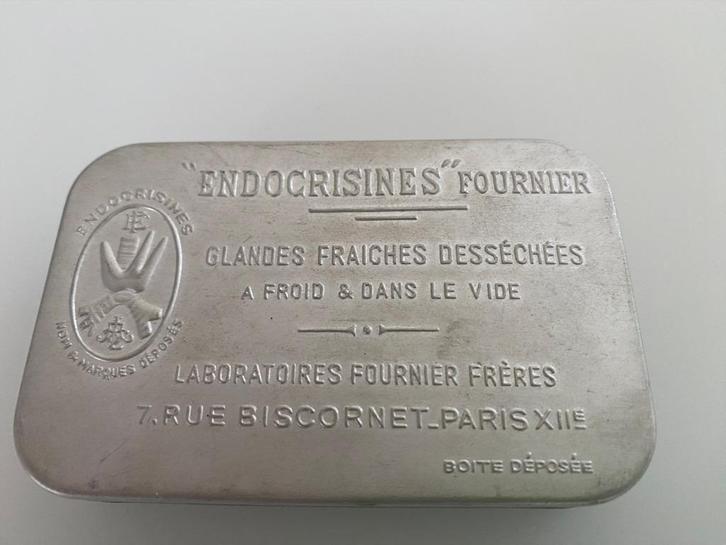 "ENDOCRISINES" FOURNIER
GLANDES FRAICHES DESSÉCHÉES
A FROID & DANS LE VIDE
LABORATOIRES FOURNIER FRÈRES
7. RUE BISCORNET_PARIS XIIE
BOITE DÉPOSÉE
ENDOCRISINES
NOM & MARQUES DÉPOSÉS